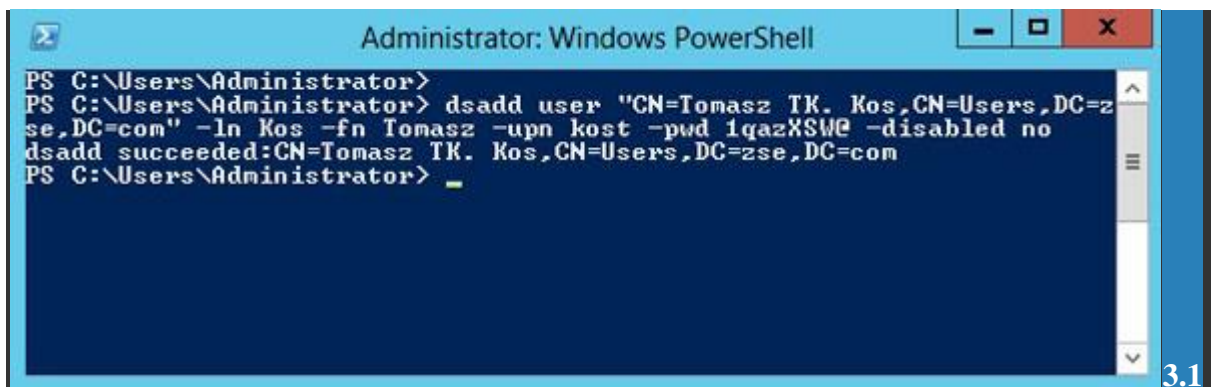 Administrator: Windows PowerShell
PS C:\Users\Administrator>
PS C:\Users\Administrator> dsadd user "CN=Tomasz TK. Kos,CN=Users,DC=z
se,DC=com" -ln Kos -fn Tomasz -upn kost -pwd 1qazXSW@ -disabled no
dsadd succeeded:CN=Tomasz TK. Kos,CN=Users,DC=zse,DC=com
PS C:\Users\Administrator> _
3.1